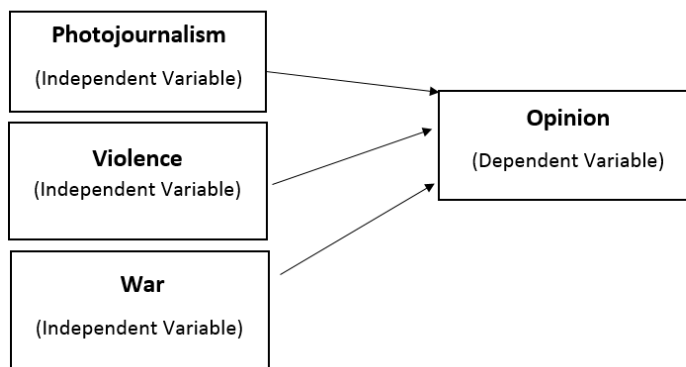 Photojournalism
(Independent Variable)
Violence
(Independent Variable)
War
(Independent Variable)
Opinion
(Dependent Variable)